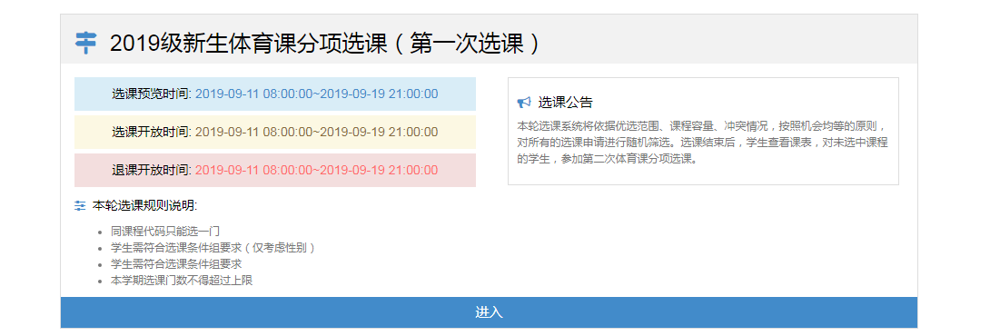 2019级新生体育课分项选课（第一次选课）
选课预览时间: 2019-09-11 08:00:00~2019-09-19 21:00:00
选课开放时间: 2019-09-11 08:00:00~2019-09-19 21:00:00
退课开放时间: 2019-09-11 08:00:00~2019-09-19 21:00:00
本轮选课规则说明:
同课程代码只能选一门
学生需符合选课条件组要求（仅考虑性别）
学生需符合选课条件组要求
本学期选课门数不得超过上限
选课公告
本轮选课系统将依据优选范围、课程容量、冲突情况，按照机会均等的原则，
对所有的选课申请进行随机筛选。选课结束后，学生查看课表，对未选中课程
的学生，参加第二次体育课分项选课。
进入